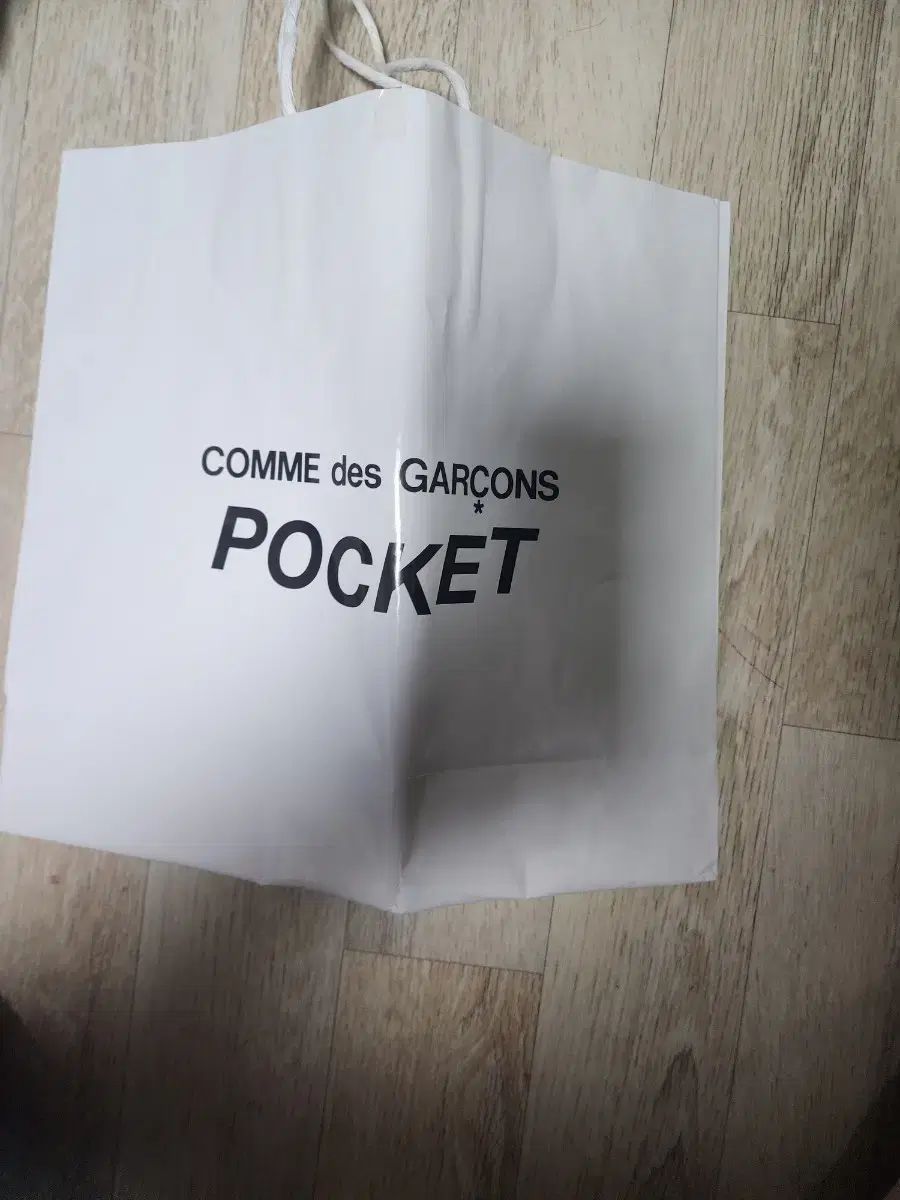 COMME des GARÇONS
*
POCKET